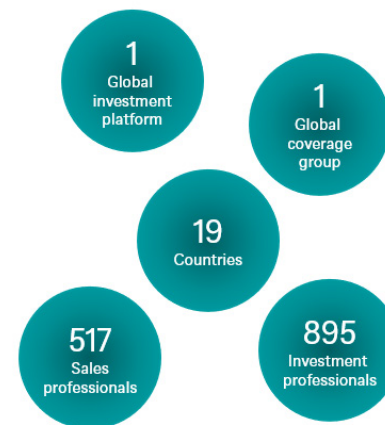 1
Global
investment
platform
1
Global
coverage
group
19
Countries
517
Sales
professionals
895
Investment
professionals